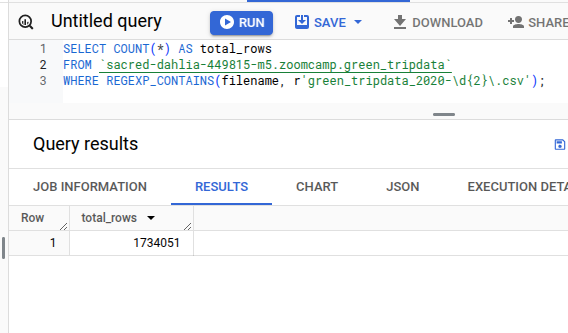 Untitled query RUN SAVE DOWNLOAD SHARE
1 SELECT COUNT(*) AS total_rows
2 FROM `sacred-dahlia-449815-m5.zoomcamp.green_tripdata`
3 WHERE REGEXP_CONTAINS(filename, r'green_tripdata_2020-\d{2}\.csv');
Query results
JOB INFORMATION RESULTS CHART JSON EXECUTION DETA
Row total_rows
1 1734051